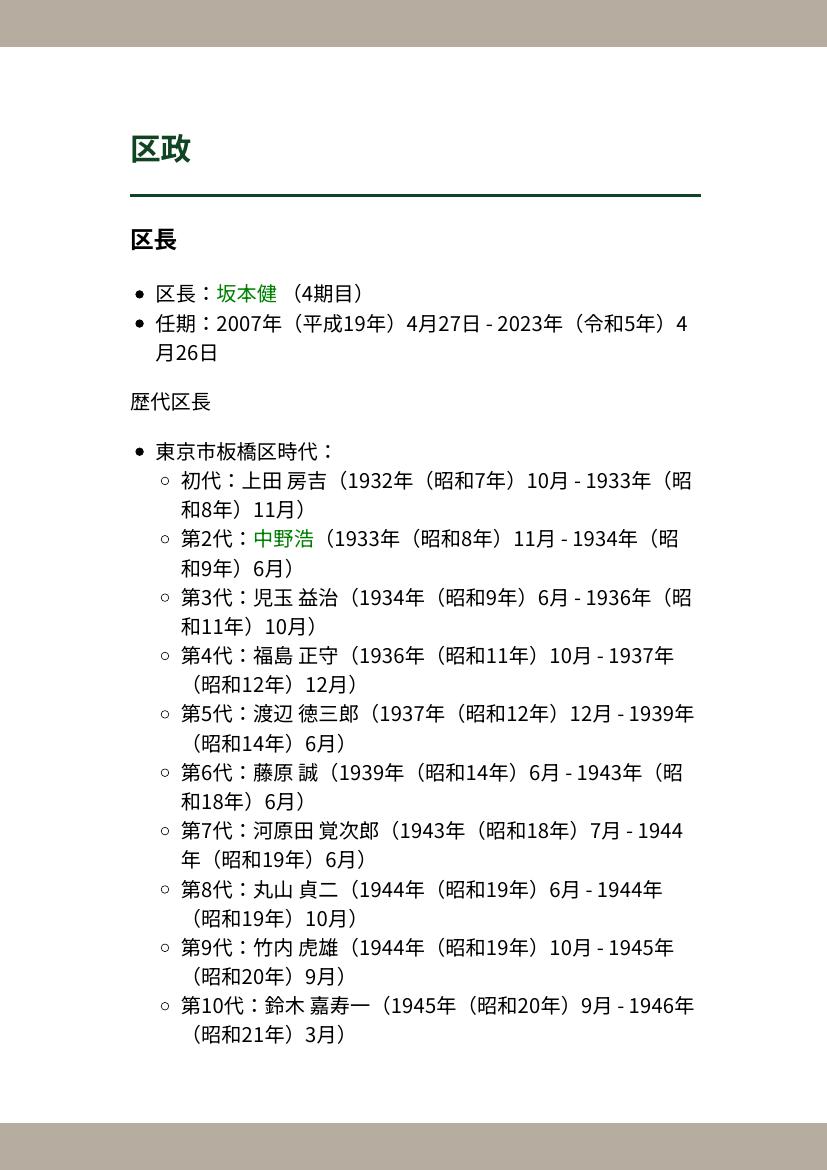 区政
区長
区長：坂本健 （4期目）
任期：2007年（平成19年）4月27日 - 2023年（令和5年）4
月26日
歴代区長
東京市板橋区時代：
初代：上田 房吉（1932年（昭和7年）10月 - 1933年（昭
和8年）11月）
第2代：中野浩（1933年（昭和8年）11月 - 1934年（昭
和9年）6月）
第3代：児玉 益治（1934年（昭和9年）6月 - 1936年（昭
和11年）10月）
第4代：福島 正守（1936年（昭和11年）10月 - 1937年
（昭和12年）12月）
第5代：渡辺 徳三郎（1937年（昭和12年）12月 - 1939年
（昭和14年）6月）
第6代：藤原 誠（1939年（昭和14年）6月 - 1943年（昭
和18年）6月）
第7代：河原田 覚次郎（1943年（昭和18年）7月 - 1944
年（昭和19年）6月）
第8代：丸山 貞二（1944年（昭和19年）6月 - 1944年
（昭和19年）10月）
第9代：竹内 虎雄（1944年（昭和19年）10月 - 1945年
（昭和20年）9月）
第10代：鈴木 嘉寿一（1945年（昭和20年）9月 - 1946年
（昭和21年）3月）